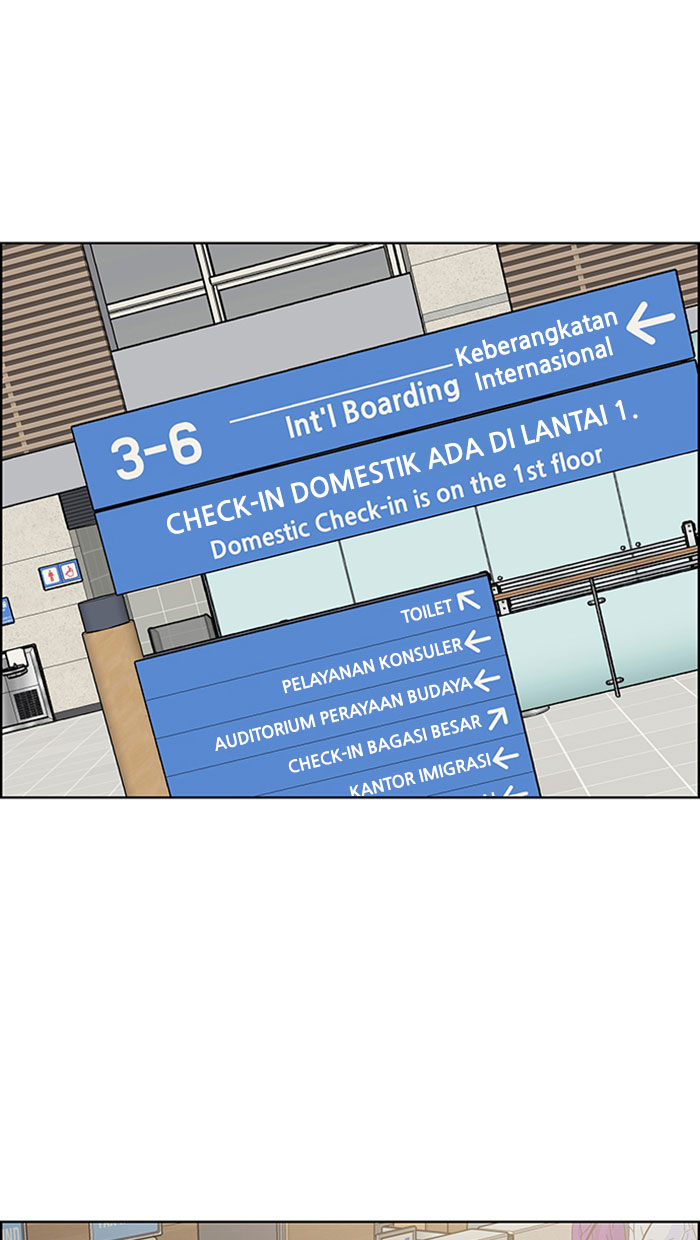 Keberangkatan
3-6 Int'l Boarding Internasional
CHECK-IN DOMESTIK ADA DI LANTAI 1.
Domestic Check-in is on the 1st floor
TOILET
PELAYANAN KONSULER
AUDITORIUM PERAYAAN BUDAYA
CHECK-IN BAGASI BESAR
KANTOR IMIGRASI